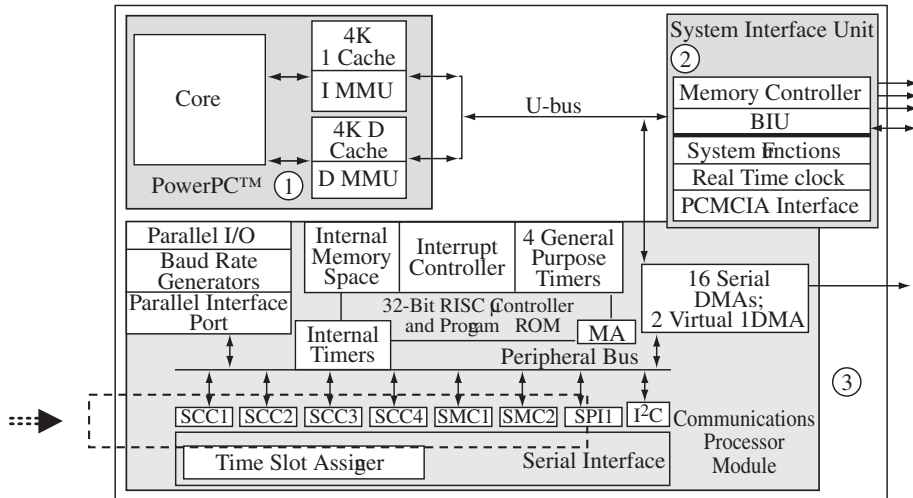 4K
1 Cache
I MMU
Core
4K D
Cache
D MMU
PowerPC™
1
U-bus
System Interface Unit
2
Memory Controller
BIU
System Functions
Real Time clock
PCMCIA Interface
Parallel I/O
Baud Rate
Generators
Parallel Interface
Port
Internal
Memory
Space
Interrupt
Controller
4 General
Purpose
Timers
32-Bit RISC µController
and Program ROM
Internal
Timers
MA
16 Serial
DMAs;
2 Virtual 1DMA
Peripheral Bus
3
SCC1 SCC2 SCC3 SCC4 SMC1 SMC2 SPI1 I²C
Communications
Processor
Module
Serial Interface
Time Slot Assigner